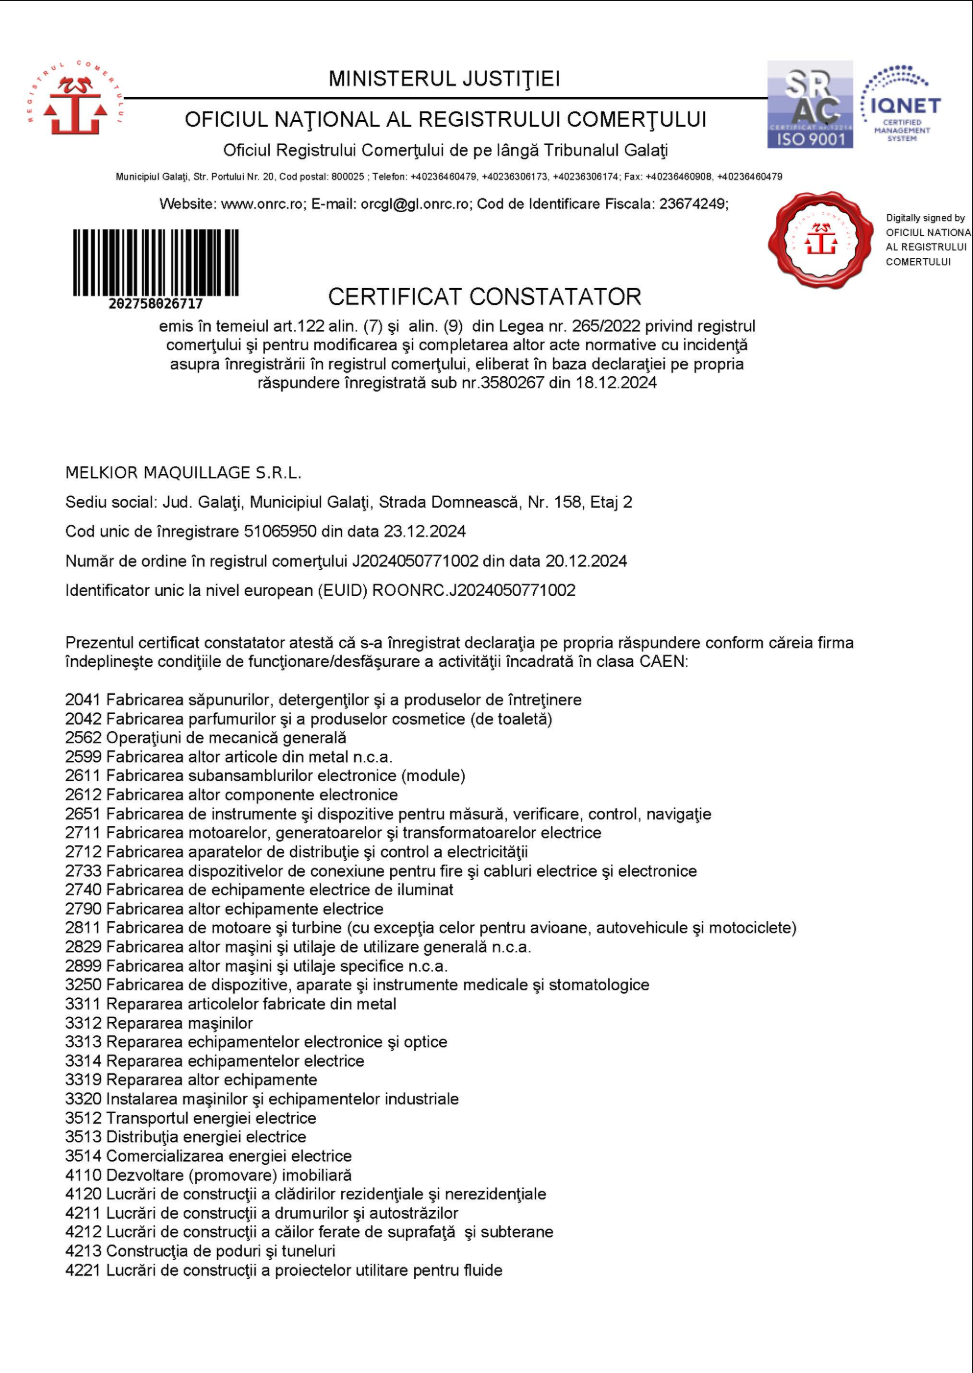 MINISTERUL JUSTIŢIEI
OFICIUL NAŢIONAL AL REGISTRULUI COMERŢULUI
Oficiul Registrului Comerţului de pe lângă Tribunalul Galaţi
Municipiul Galaţi, Str. Portului Nr. 20, Cod postal: 800025 ; Telefon: +40236460479, +40236306173, +40236306174; Fax: +40236460908, +40236460479
Website: www.onrc.ro; E-mail: orcgl@gl.onrc.ro; Cod de Identificare Fiscala: 23674249;
REGISTRUL COMERTULUI
SR
AC
CERTIFICAT nr.12214
ISO 9001
IQNET
CERTIFIED
MANAGEMENT
SYSTEM
Digitally signed by
OFICIUL NATIONA
AL REGISTRULUI
COMERTULUI
202758026717
CERTIFICAT CONSTATATOR
emis în temeiul art.122 alin. (7) şi  alin. (9)  din Legea nr. 265/2022 privind registrul
comerţului şi pentru modificarea şi completarea altor acte normative cu incidenţă
asupra înregistrării în registrul comerţului, eliberat în baza declaraţiei pe propria
răspundere înregistrată sub nr.3580267 din 18.12.2024
MELKIOR MAQUILLAGE S.R.L.
Sediu social: Jud. Galaţi, Municipiul Galaţi, Strada Domnească, Nr. 158, Etaj 2
Cod unic de înregistrare 51065950 din data 23.12.2024
Număr de ordine în registrul comerţului J2024050771002 din data 20.12.2024
Identificator unic la nivel european (EUID) ROONRC.J2024050771002
Prezentul certificat constatator atestă că s-a înregistrat declaraţia pe propria răspundere conform căreia firma
îndeplineşte condiţiile de funcţionare/desfăşurare a activităţii încadrată în clasa CAEN:
2041 Fabricarea săpunurilor, detergenţilor şi a produselor de întreţinere
2042 Fabricarea parfumurilor şi a produselor cosmetice (de toaletă)
2562 Operaţiuni de mecanică generală
2599 Fabricarea altor articole din metal n.c.a.
2611 Fabricarea subansamblurilor electronice (module)
2612 Fabricarea altor componente electronice
2651 Fabricarea de instrumente şi dispozitive pentru măsură, verificare, control, navigaţie
2711 Fabricarea motoarelor, generatoarelor şi transformatoarelor electrice
2712 Fabricarea aparatelor de distribuţie şi control a electricităţii
2733 Fabricarea dispozitivelor de conexiune pentru fire şi cabluri electrice şi electronice
2740 Fabricarea de echipamente electrice de iluminat
2790 Fabricarea altor echipamente electrice
2811 Fabricarea de motoare şi turbine (cu excepţia celor pentru avioane, autovehicule şi motociclete)
2829 Fabricarea altor maşini şi utilaje de utilizare generală n.c.a.
2899 Fabricarea altor maşini şi utilaje specifice n.c.a.
3250 Fabricarea de dispozitive, aparate şi instrumente medicale şi stomatologice
3311 Repararea articolelor fabricate din metal
3312 Repararea maşinilor
3313 Repararea echipamentelor electronice şi optice
3314 Repararea echipamentelor electrice
3319 Repararea altor echipamente
3320 Instalarea maşinilor şi echipamentelor industriale
3512 Transportul energiei electrice
3513 Distribuţia energiei electrice
3514 Comercializarea energiei electrice
4110 Dezvoltare (promovare) imobiliară
4120 Lucrări de construcţii a clădirilor rezidenţiale şi nerezidenţiale
4211 Lucrări de construcţii a drumurilor şi autostrăzilor
4212 Lucrări de construcţii a căilor ferate de suprafaţă  şi subterane
4213 Construcţia de poduri şi tuneluri
4221 Lucrări de construcţii a proiectelor utilitare pentru fluide